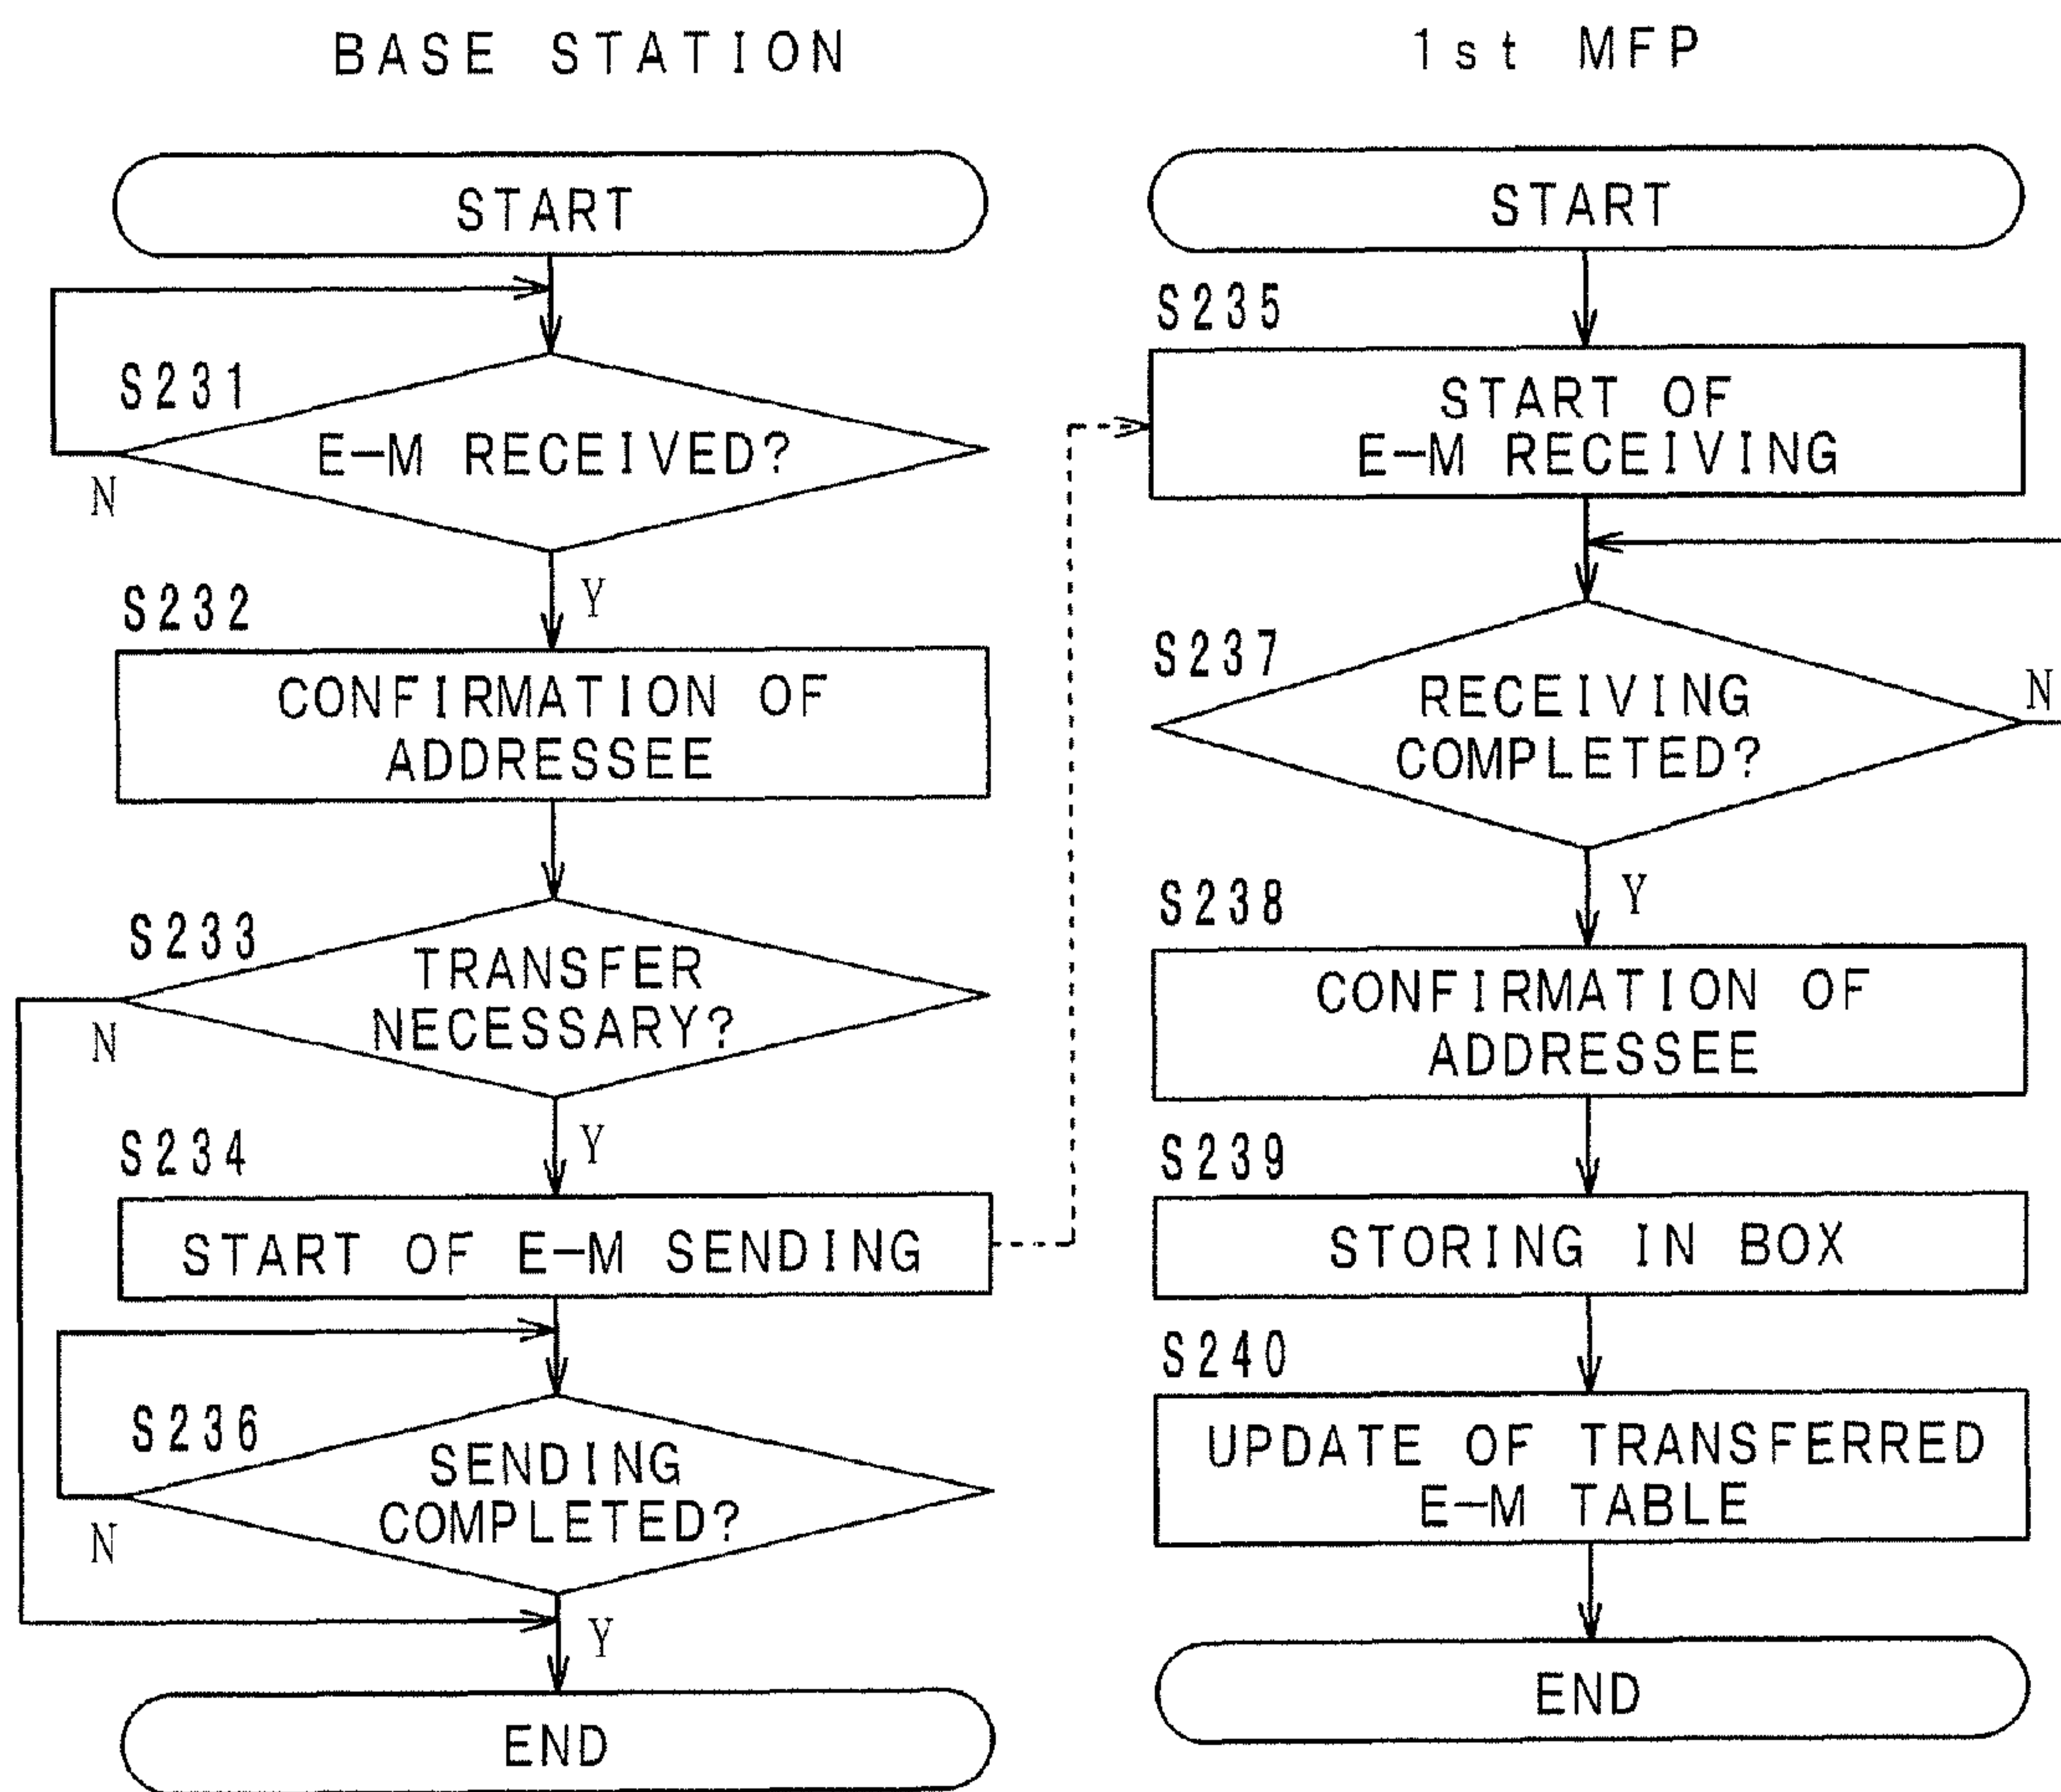 BASE STATION
START
S231
E-M RECEIVED?
N
Y
S232
CONFIRMATION OF
ADDRESSEE
S233
TRANSFER
NECESSARY?
N
Y
S234
START OF E-M SENDING
S236
SENDING
COMPLETED?
N
Y
END
1st MFP
START
S235
START OF
E-M RECEIVING
S237
RECEIVING
COMPLETED?
N
Y
S238
CONFIRMATION OF
ADDRESSEE
S239
STORING IN BOX
S240
UPDATE OF TRANSFERRED
E-M TABLE
END